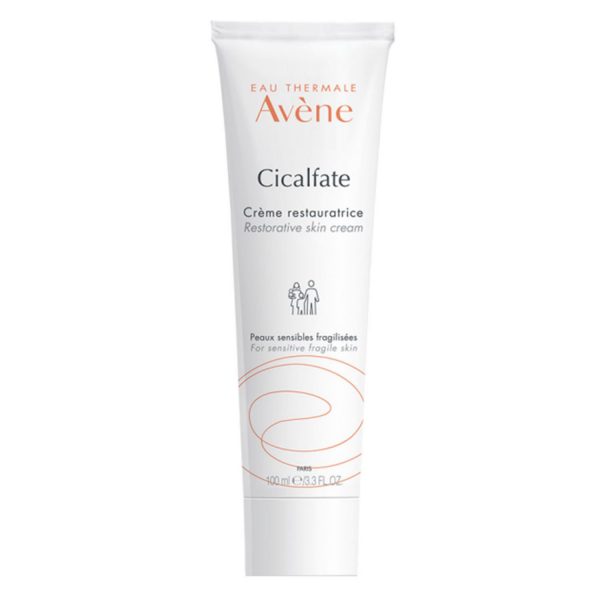 EAU THERMALE
Avène
Cicalfate
Crème restauratrice
Restorative skin cream
Peaux sensibles fragilisées
For sensitive fragile skin
PARIS
100 ml ℮/3.3 FL OZ